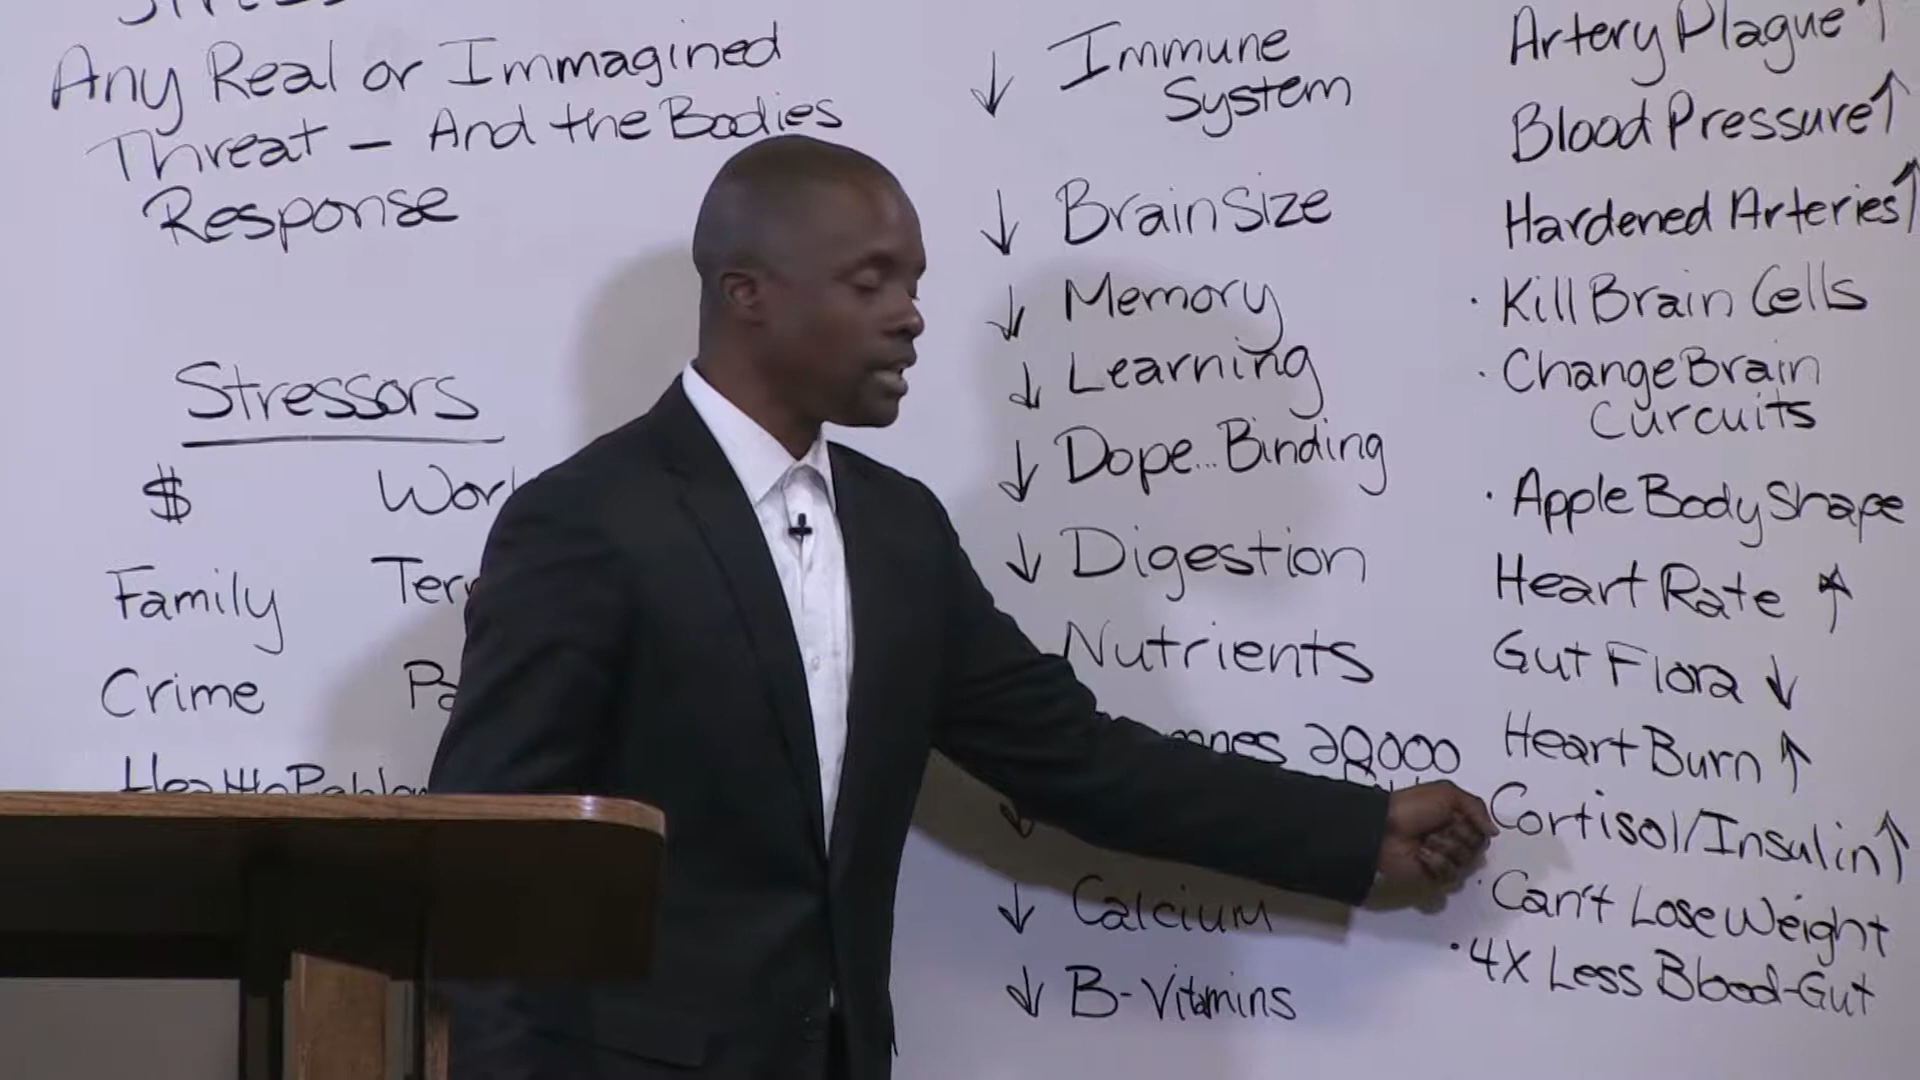 Any Real or Immagined
Threat - And the Bodies
Response
Stressors
$
Family
Crime
↓ Immune
System
↓ Brain Size
↓ Memory
↓ Learning
↓ Dope... Binding
↓ Digestion
Nutrients
↓ Calcium
↓ B-Vitamins
Artery Plague ↑
Blood Pressure ↑
Hardened Arteries ↑
· Kill Brain Cells
· Change Brain
Curcuits
· Apple Body Shape
Heart Rate ↑
Gut Flora ↓
Heart Burn ↑
Cortisol/Insulin ↑
· Can't Lose Weight
· 4X Less Blood-Gut